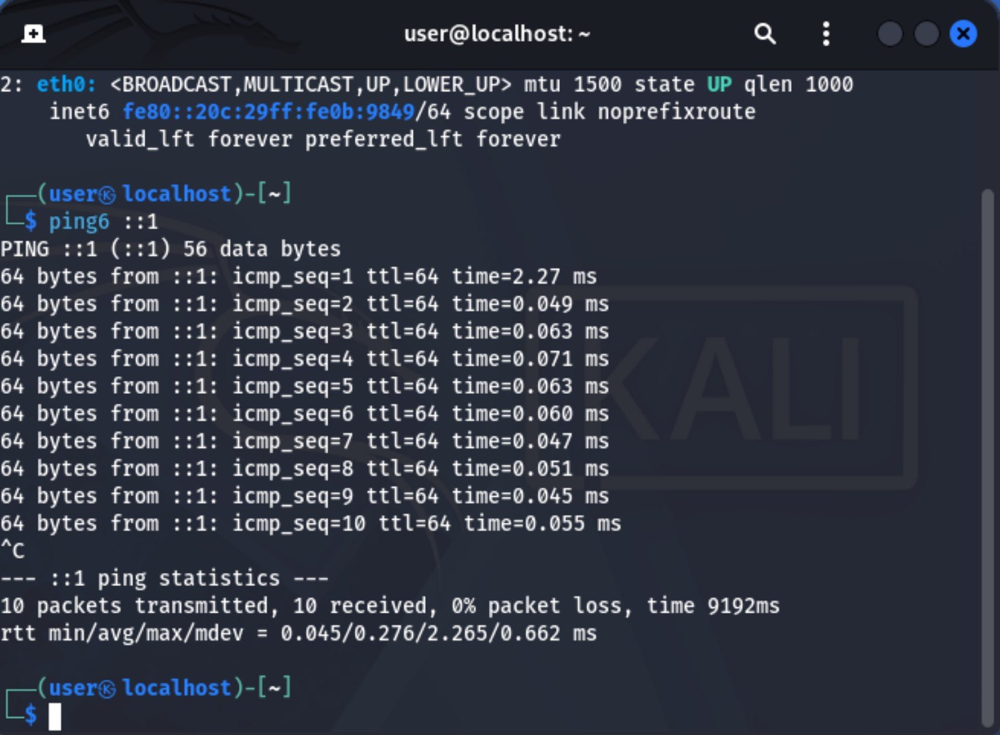 user@localhost: ~
2: eth0: <BROADCAST,MULTICAST,UP,LOWER_UP> mtu 1500 state UP qlen 1000
    inet6 fe80::20c:29ff:fe0b:9849/64 scope link noprefixroute
       valid_lft forever preferred_lft forever
┌──(user㉿localhost)-[~]
└─$ ping6 ::1
PING ::1 (::1) 56 data bytes
64 bytes from ::1: icmp_seq=1 ttl=64 time=2.27 ms
64 bytes from ::1: icmp_seq=2 ttl=64 time=0.049 ms
64 bytes from ::1: icmp_seq=3 ttl=64 time=0.063 ms
64 bytes from ::1: icmp_seq=4 ttl=64 time=0.071 ms
64 bytes from ::1: icmp_seq=5 ttl=64 time=0.063 ms
64 bytes from ::1: icmp_seq=6 ttl=64 time=0.060 ms
64 bytes from ::1: icmp_seq=7 ttl=64 time=0.047 ms
64 bytes from ::1: icmp_seq=8 ttl=64 time=0.051 ms
64 bytes from ::1: icmp_seq=9 ttl=64 time=0.045 ms
64 bytes from ::1: icmp_seq=10 ttl=64 time=0.055 ms
^C
--- ::1 ping statistics ---
10 packets transmitted, 10 received, 0% packet loss, time 9192ms
rtt min/avg/max/mdev = 0.045/0.276/2.265/0.662 ms
┌──(user㉿localhost)-[~]
└─$
KALI